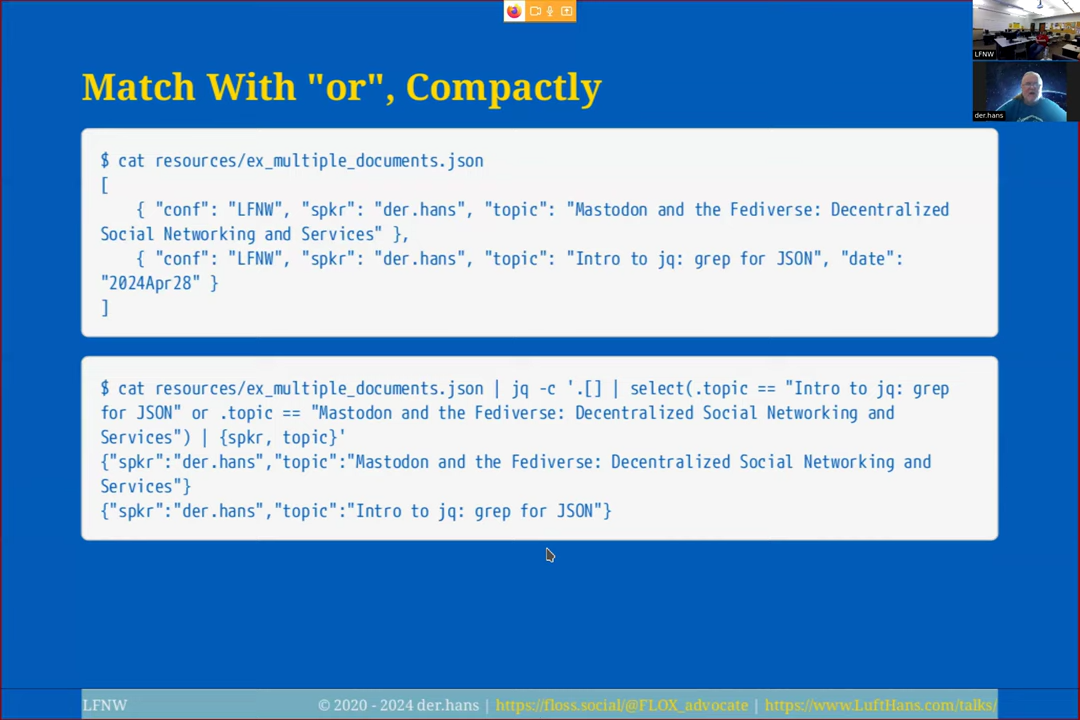 LFNW
der.hans
Match With "or", Compactly
$ cat resources/ex_multiple_documents.json
[
{ "conf": "LFNW", "spkr": "der.hans", "topic": "Mastodon and the Fediverse: Decentralized
Social Networking and Services" },
{ "conf": "LFNW", "spkr": "der.hans", "topic": "Intro to jq: grep for JSON", "date":
"2024Apr28" }
]
$ cat resources/ex_multiple_documents.json | jq -c '.[] | select(.topic == "Intro to jq: grep
for JSON" or .topic == "Mastodon and the Fediverse: Decentralized Social Networking and
Services") | {spkr, topic}'
{"spkr":"der.hans","topic":"Mastodon and the Fediverse: Decentralized Social Networking and
Services"}
{"spkr":"der.hans","topic":"Intro to jq: grep for JSON"}
LFNW © 2020 - 2024 der.hans | https://floss.social/@FLOX_advocate | https://www.LuftHans.com/talks/